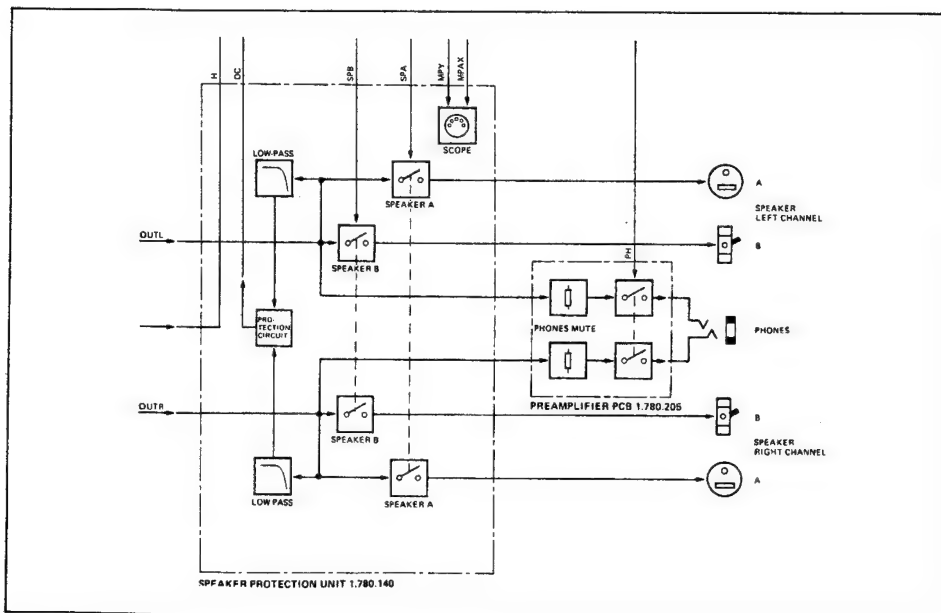 H
DC
SPB
SPA
MPY
MPAX
SCOPE
LOW-PASS
SPEAKER A
A
SPEAKER
LEFT CHANNEL
OUTL
SPEAKER B
B
PH
PRO-
TECTION
CIRCUIT
PHONES MUTE
PHONES
PREAMPLIFIER PCB 1.780.205
OUTR
SPEAKER B
B
SPEAKER
RIGHT CHANNEL
LOW PASS
SPEAKER A
A
SPEAKER PROTECTION UNIT 1.780.140